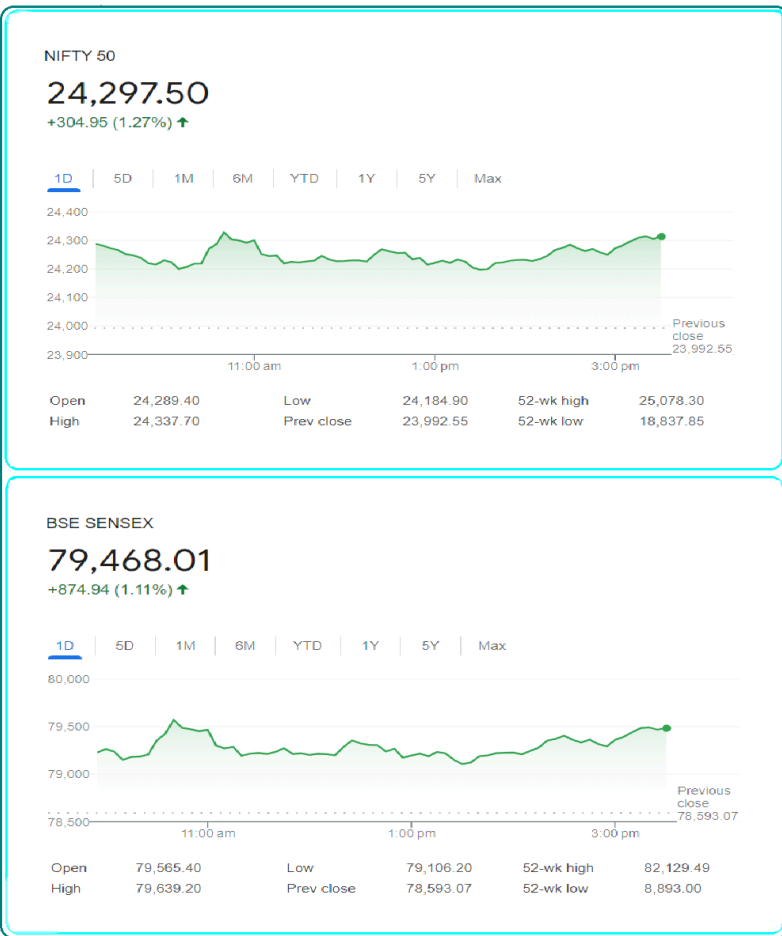 NIFTY 50
24,297.50
+304.95 (1.27%) ↑
1D 5D 1M 6M YTD 1Y 5Y Max
24,400
24,300
24,200
24,100
24,000
23,900
Previous
close
23,992.55
11:00 am 1:00 pm 3:00 pm
Open 24,289.40 Low 24,184.90 52-wk high 25,078.30
High 24,337.70 Prev close 23,992.55 52-wk low 18,837.85
BSE SENSEX
79,468.01
+874.94 (1.11%) ↑
1D 5D 1M 6M YTD 1Y 5Y Max
80,000
79,500
79,000
78,500
Previous
close
78,593.07
11:00 am 1:00 pm 3:00 pm
Open 79,565.40 Low 79,106.20 52-wk high 82,129.49
High 79,639.20 Prev close 78,593.07 52-wk low 8,893.00